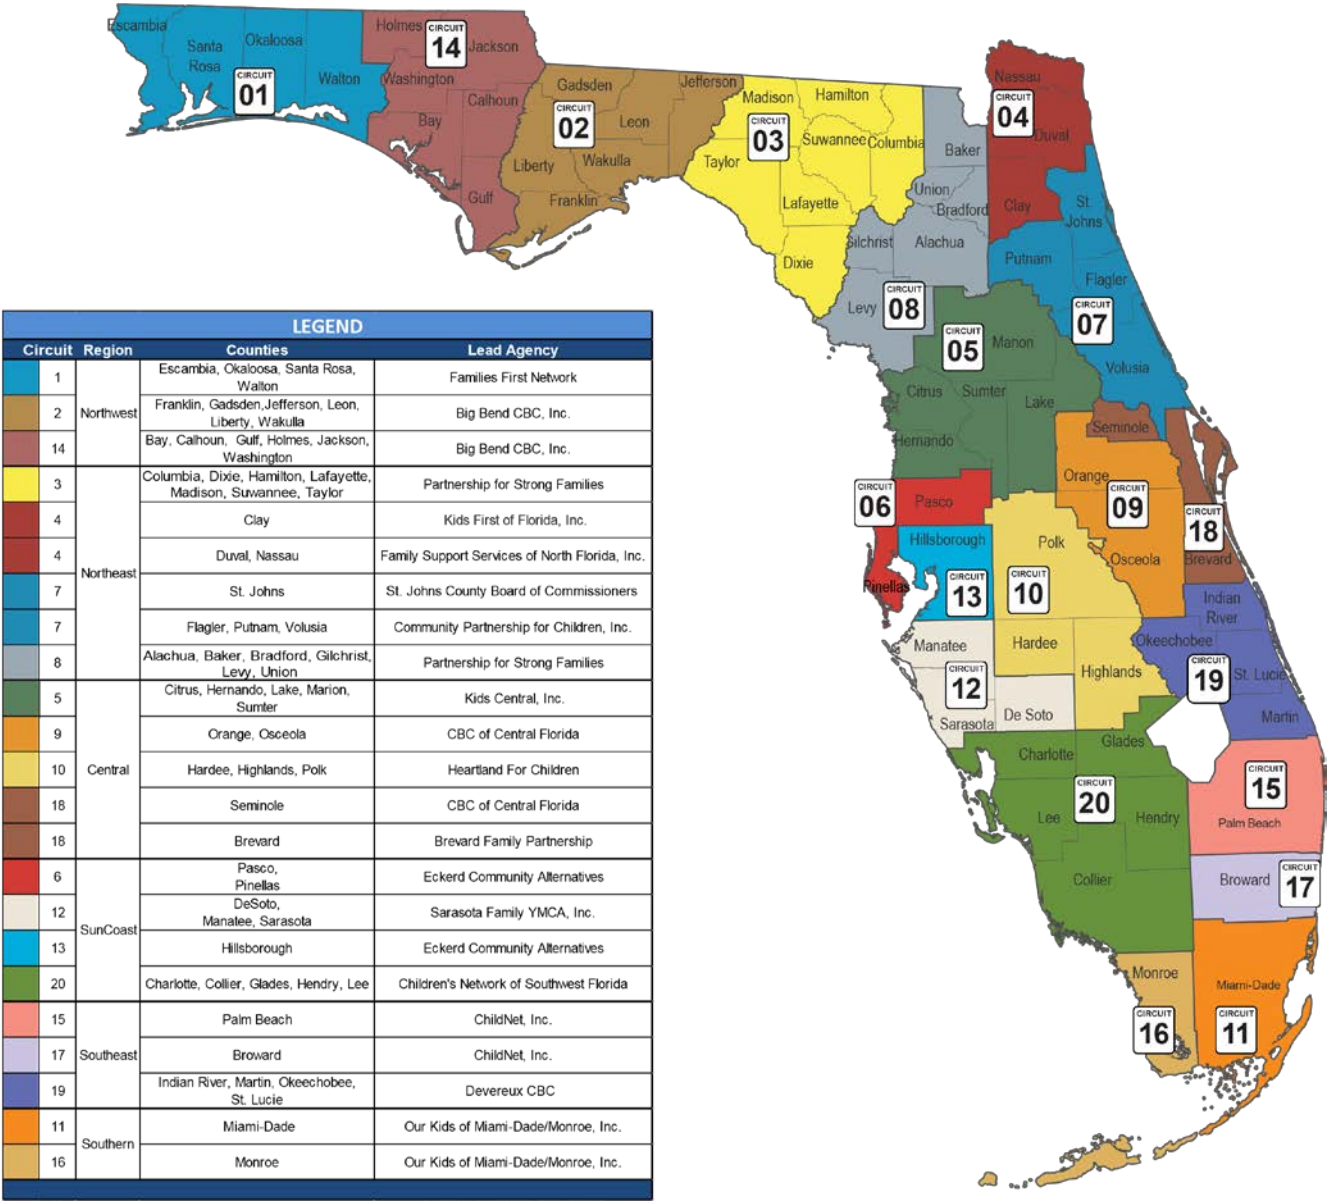 Escambia
Santa
Rosa
Okaloosa
Walton
CIRCUIT
01
Holmes
CIRCUIT
14
Jackson
Washington
Calhoun
Bay
Gulf
Gadsden
Jefferson
CIRCUIT
02
Leon
Liberty
Wakulla
Franklin
Madison
Hamilton
CIRCUIT
03
Suwannee
Columbia
Taylor
Lafayette
Dixie
Baker
Union
Bradford
Gilchrist
Alachua
Levy
CIRCUIT
08
Nassau
CIRCUIT
04
Duval
Clay
St.
Johns
Putnam
Flagler
CIRCUIT
07
Volusia
CIRCUIT
05
Manon
Citrus
Sumter
Lake
Hernando
Seminole
Orange
CIRCUIT
09
Osceola
CIRCUIT
18
Brevard
CIRCUIT
06
Pasco
Pinellas
Hillsborough
CIRCUIT
13
Polk
CIRCUIT
10
Hardee
Highlands
Manatee
CIRCUIT
12
Sarasota
De Soto
Indian
River
Okeechobee
CIRCUIT
19
St. Lucie
Martin
Charlotte
Glades
CIRCUIT
20
Lee
Hendry
Collier
CIRCUIT
15
Palm Beach
Broward
CIRCUIT
17
Monroe
CIRCUIT
16
Miami-Dade
CIRCUIT
11
LEGEND
Circuit Region Counties Lead Agency
1 Escambia, Okaloosa, Santa Rosa,
Walton Families First Network
Northwest
2 Franklin, Gadsden,Jefferson, Leon,
Liberty, Wakulla Big Bend CBC, Inc.
14 Bay, Calhoun, Gulf, Holmes, Jackson,
Washington Big Bend CBC, Inc.
3 Columbia, Dixie, Hamilton, Lafayette,
Madison, Suwannee, Taylor Partnership for Strong Families
4 Clay Kids First of Florida, Inc.
4 Duval, Nassau Family Support Services of North Florida, Inc.
Northeast
7 St. Johns St. Johns County Board of Commissioners
7 Flagler, Putnam, Volusia Community Partnership for Children, Inc.
8 Alachua, Baker, Bradford, Gilchrist,
Levy, Union Partnership for Strong Families
5 Citrus, Hernando, Lake, Marion,
Sumter Kids Central, Inc.
9 Orange, Osceola CBC of Central Florida
10 Central Hardee, Highlands, Polk Heartland For Children
18 Seminole CBC of Central Florida
18 Brevard Brevard Family Partnership
6 Pasco,
Pinellas Eckerd Community Alternatives
12 DeSoto,
Manatee, Sarasota Sarasota Family YMCA, Inc.
SunCoast
13 Hillsborough Eckerd Community Alternatives
20 Charlotte, Collier, Glades, Hendry, Lee Children's Network of Southwest Florida
15 Palm Beach ChildNet, Inc.
17 Southeast Broward ChildNet, Inc.
19 Indian River, Martin, Okeechobee,
St. Lucie Devereux CBC
11 Miami-Dade Our Kids of Miami-Dade/Monroe, Inc.
Southern
16 Monroe Our Kids of Miami-Dade/Monroe, Inc.